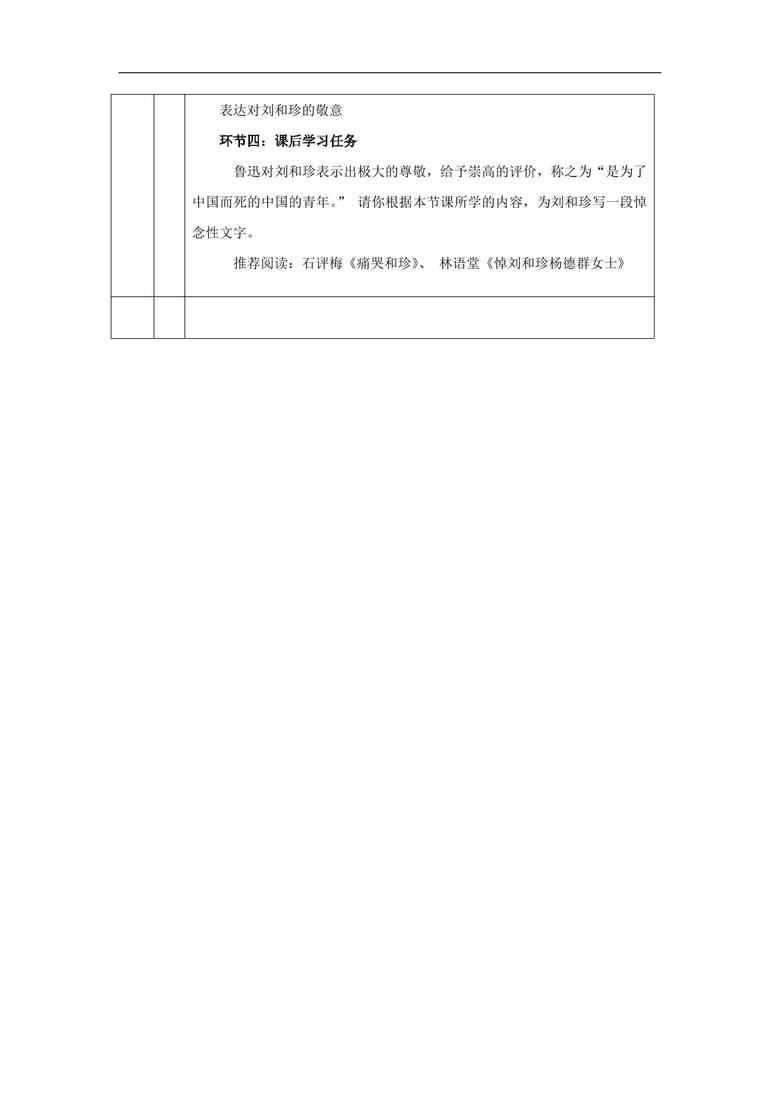 表达对刘和珍的敬意
环节四：课后学习任务
鲁迅对刘和珍表示出极大的尊敬，给予崇高的评价，称之为“是为了
中国而死的中国的青年。” 请你根据本节课所学的内容，为刘和珍写一段悼
念性文字。
推荐阅读：石评梅《痛哭和珍》、 林语堂《悼刘和珍杨德群女士》